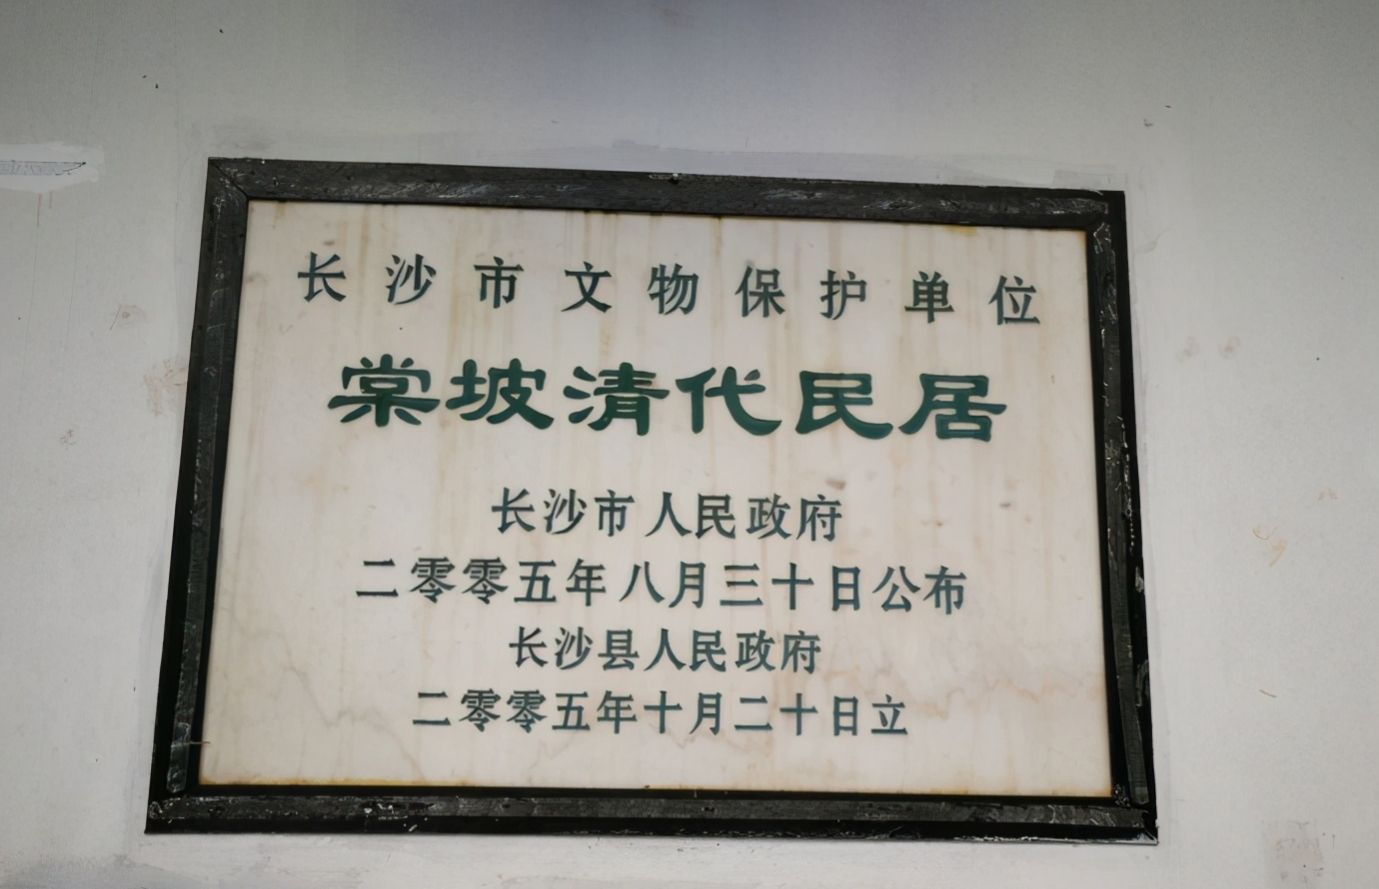 长沙市文物保护单位
棠坡清代民居
长沙市人民政府
二零零五年八月三十日公布
长沙县人民政府
二零零五年十月二十日立